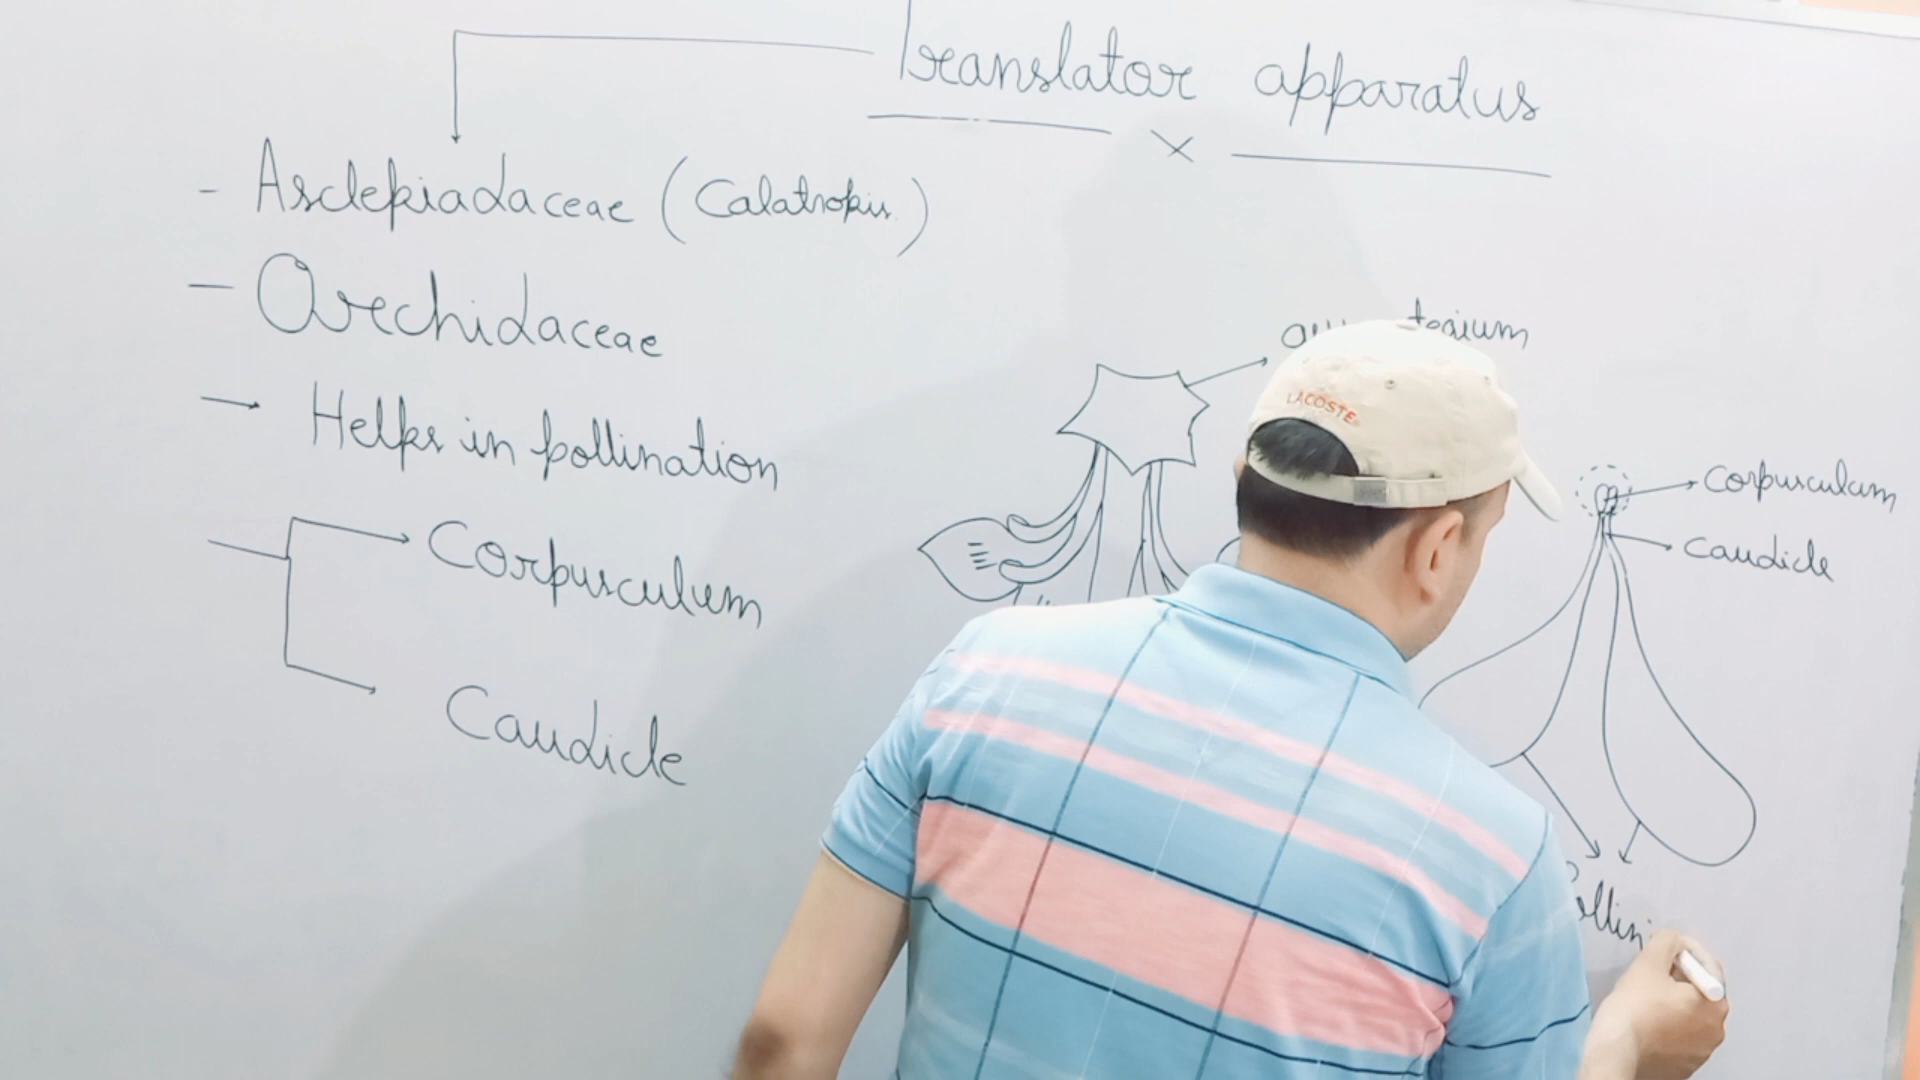 Translator apparatus
- Asclepiadaceae (Calatropis)
- Orchidaceae
→ Helps in pollination
Corpusculum
Caudicle
LACOSTE
Corpusculum
Caudicle